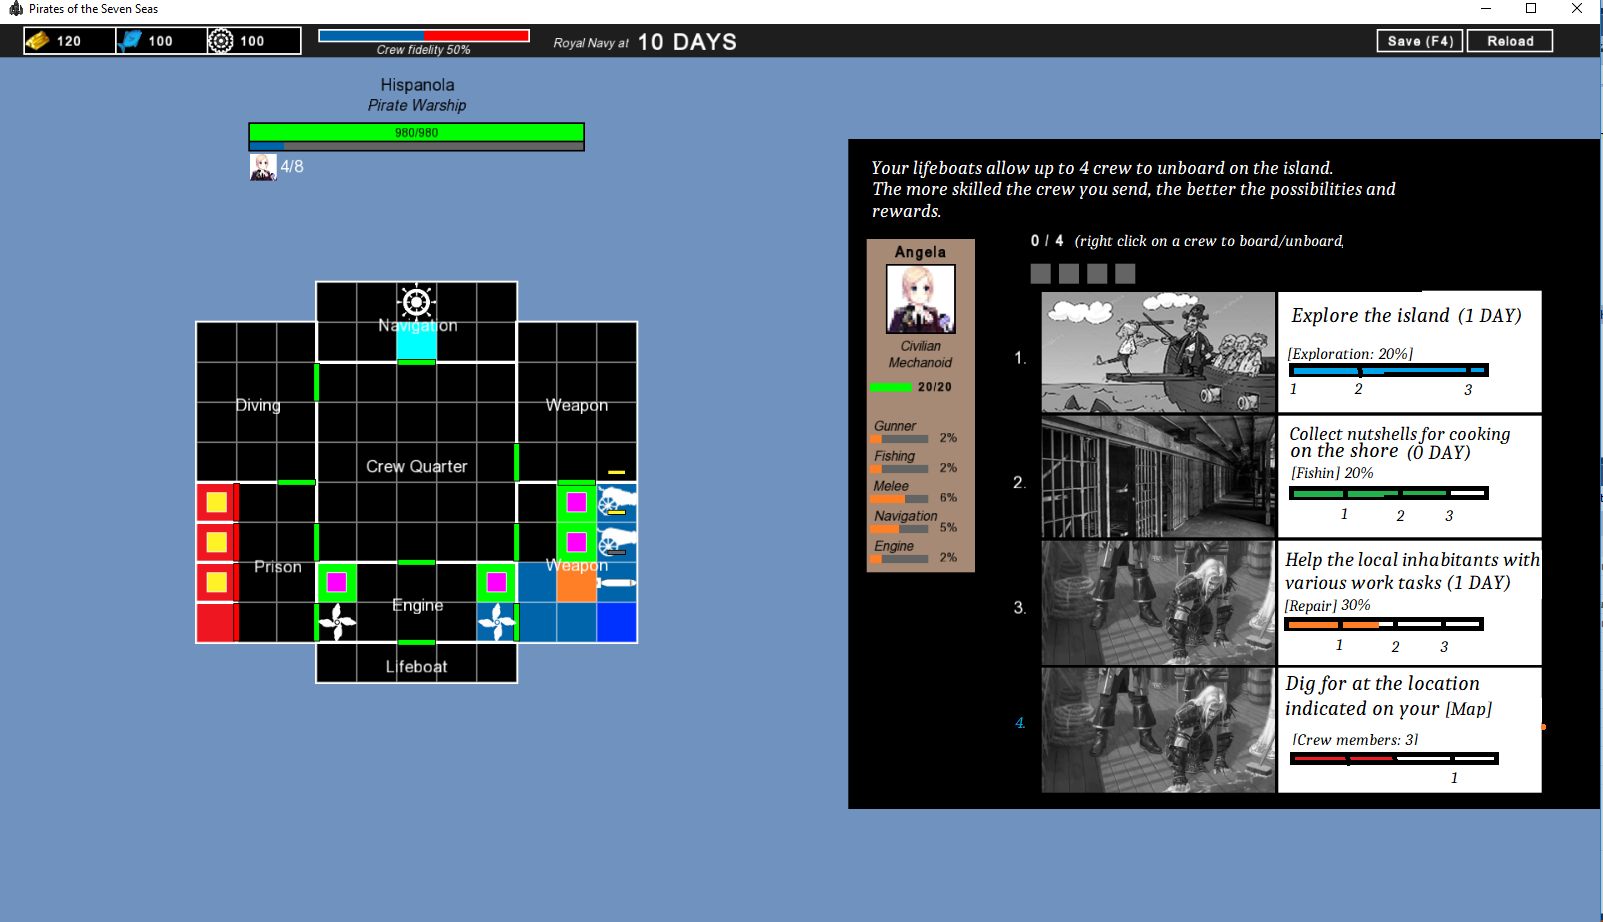 Pirates of the Seven Seas
120
100
100
Crew fidelity 50%
Royal Navy at 10 DAYS
Save (F4)
Reload
Hispanola
Pirate Warship
980/980
4/8
Navigation
Diving
Weapon
Crew Quarter
Prison
Weapon
Engine
Lifeboat
Your lifeboats allow up to 4 crew to unboard on the island.
The more skilled the crew you send, the better the possibilities and
rewards.
0 / 4 (right click on a crew to board/unboard,
Angela
Civilian
Mechanoid
20/20
Gunner
2%
Fishing
2%
Melee
6%
Navigation
5%
Engine
2%
1.
Explore the island (1 DAY)
[Exploration: 20%]
1 2 3
2.
Collect nutshells for cooking
on the shore (0 DAY)
[Fishin] 20%
1 2 3
3.
Help the local inhabitants with
various work tasks (1 DAY)
[Repair] 30%
1 2 3
4.
Dig for at the location
indicated on your [Map]
[Crew members: 3]
1